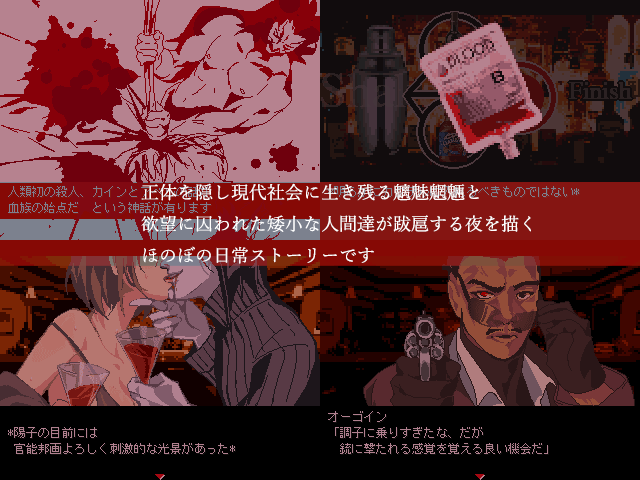 BLOOD
B
Finish
人類初の殺人、カインと
べきものではない*
血族の始点だ　という神話が有ります
正体を隠し現代社会に生き残る魑魅魍魎と
欲望に囚われた矮小な人間達が跋扈する夜を描く
ほのぼの日常ストーリーです
*陽子の目前には
官能邦画よろしく刺激的な光景があった*
オーゴイン
「調子に乗りすぎたな、だが
銃に撃たれる感覚を覚える良い機会だ」